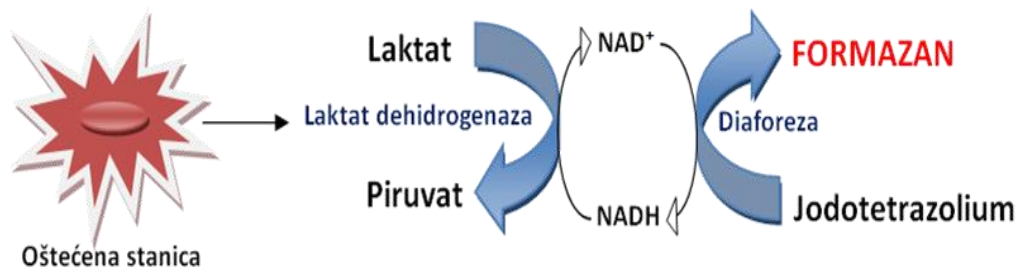 Laktat
NAD⁺
FORMAZAN
Laktat dehidrogenaza
Diaforeza
Piruvat
NADH
Jodotetrazolium
Oštećena stanica